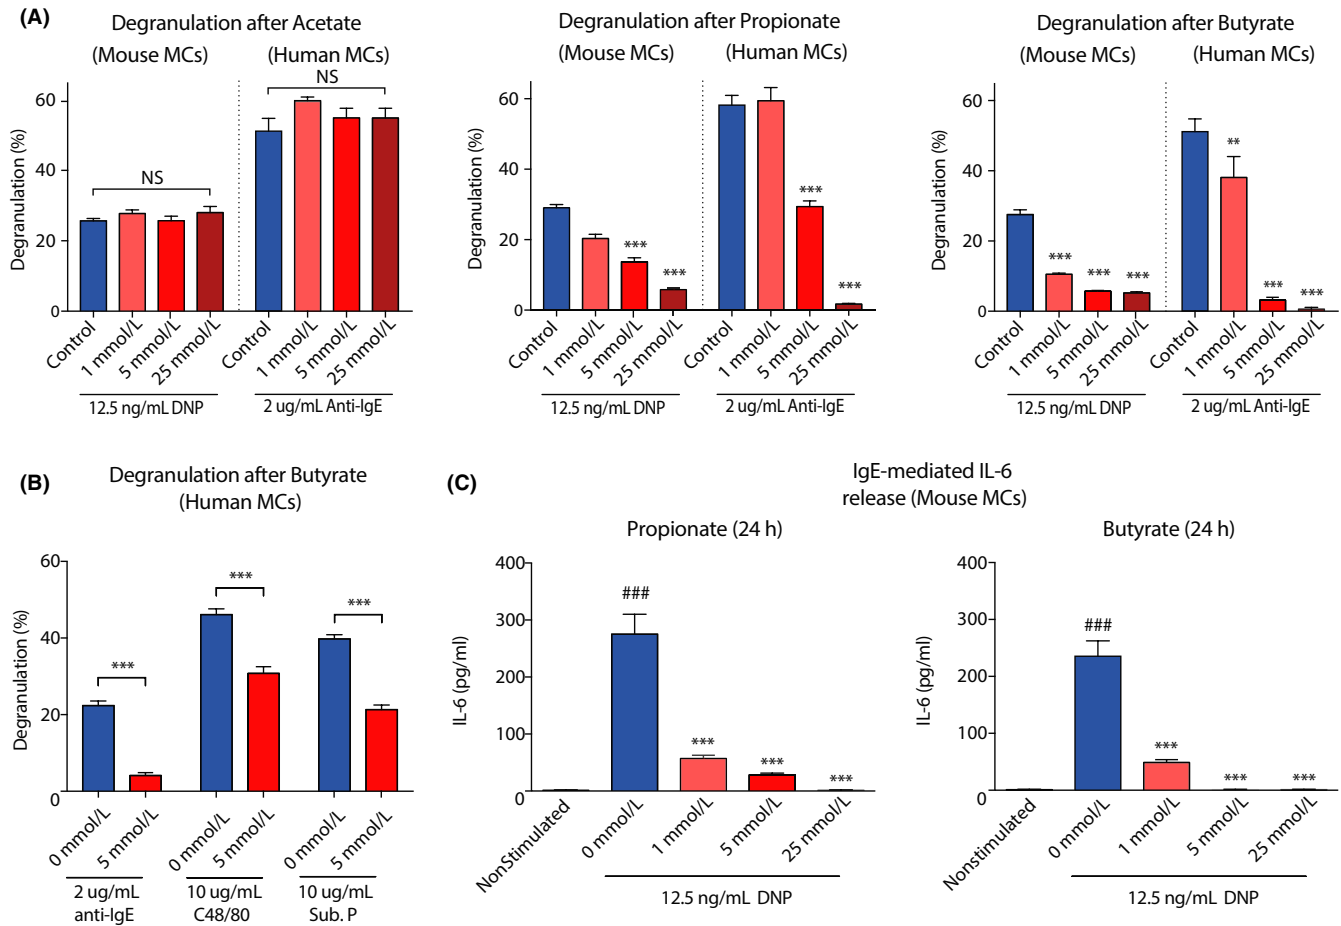 (A)
Degranulation after Acetate
(Mouse MCs)
(Human MCs)
NS
NS
Degranulation (%)
60
40
20
0
Control
1 mmol/L
5 mmol/L
25 mmol/L
Control
1 mmol/L
5 mmol/L
25 mmol/L
12.5 ng/mL DNP
2 ug/mL Anti-IgE
Degranulation after Propionate
(Mouse MCs)
(Human MCs)
Degranulation (%)
60
40
20
0
***
***
***
***
Control
1 mmol/L
5 mmol/L
25 mmol/L
Control
1 mmol/L
5 mmol/L
25 mmol/L
12.5 ng/mL DNP
2 ug/mL Anti-IgE
Degranulation after Butyrate
(Mouse MCs)
(Human MCs)
Degranulation (%)
60
40
20
0
***
***
***
**
***
***
Control
1 mmol/L
5 mmol/L
25 mmol/L
Control
1 mmol/L
5 mmol/L
25 mmol/L
12.5 ng/mL DNP
2 ug/mL Anti-IgE
(B)
Degranulation after Butyrate
(Human MCs)
Degranulation (%)
60
40
20
0
***
***
***
0 mmol/L
5 mmol/L
0 mmol/L
5 mmol/L
0 mmol/L
5 mmol/L
2 ug/mL
anti-IgE
10 ug/mL
C48/80
10 ug/mL
Sub. P
(C)
IgE-mediated IL-6
release (Mouse MCs)
Propionate (24 h)
IL-6 (pg/ml)
400
300
200
100
0
###
***
***
***
NonStimulated
0 mmol/L
1 mmol/L
5 mmol/L
25 mmol/L
12.5 ng/mL DNP
Butyrate (24 h)
IL-6 (pg/ml)
400
300
200
100
0
###
***
***
***
NonStimulated
0 mmol/L
1 mmol/L
5 mmol/L
25 mmol/L
12.5 ng/mL DNP